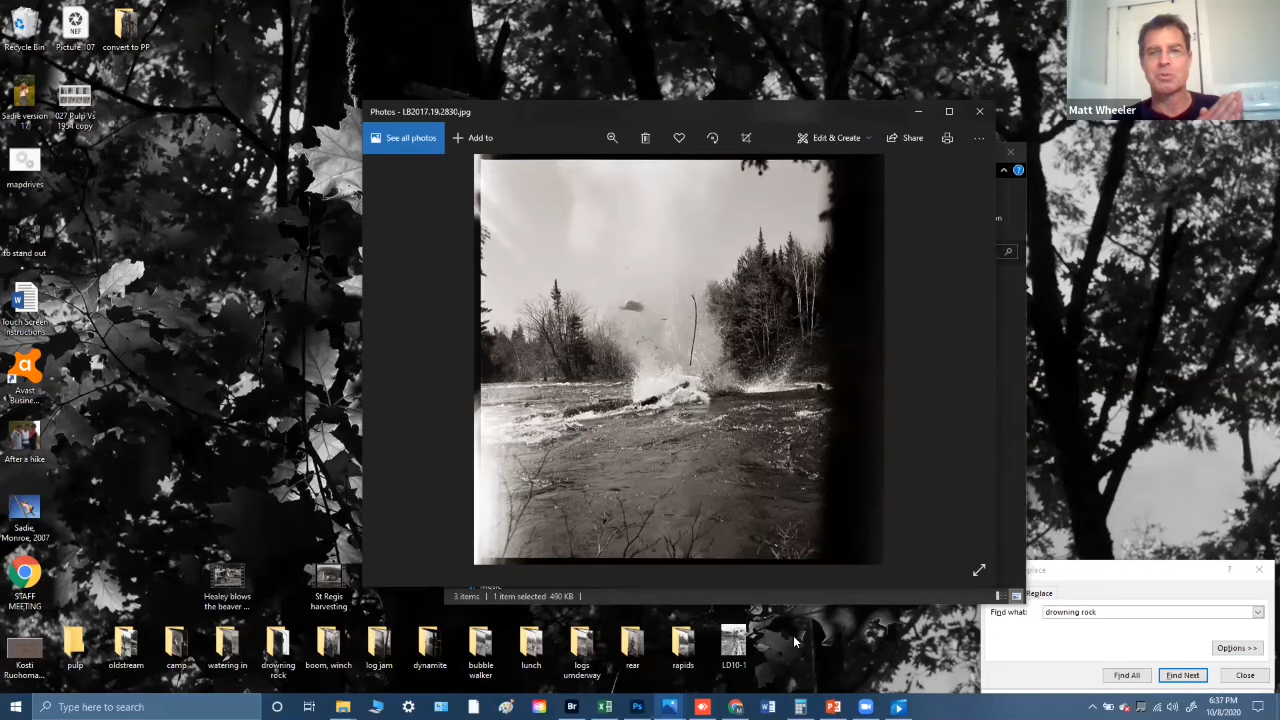 Recycle Bin
Picture 107
convert to PP
NEF
Matt Wheeler
Photos - LB2017.19.2830.jpg
See all photos
Add to
Edit & Create
Share
Sadie version
17
027 Pulp Vs
1954 copy
mapdrives
to stand out
Touch Screen
instructions
Avast
Busine...
After a hike
Sadie,
Monroe, 2007
STAFF
MEETING
Healey blows
the beaver ...
St Regis
harvesting
3 items
1 item selected 490 KB
Replace
Find what:
drowning rock
Options >>
Find All
Find Next
Close
Kosti
Ruohoma...
pulp
oldstream
camp
watering in
drowning
rock
boom, winch
log jam
dynamite
bubble
walker
lunch
logs
umderway
rear
rapids
LD10-1
Type here to search
Br
Ps
6:37 PM
10/8/2020